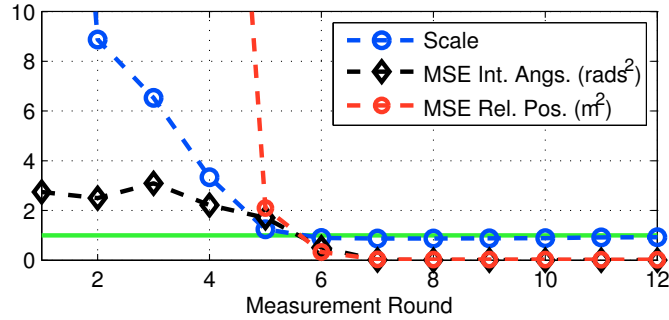 10
8
6
4
2
0
Scale
MSE Int. Angs. (rads²)
MSE Rel. Pos. (m²)
2 4 6 8 10 12
Measurement Round